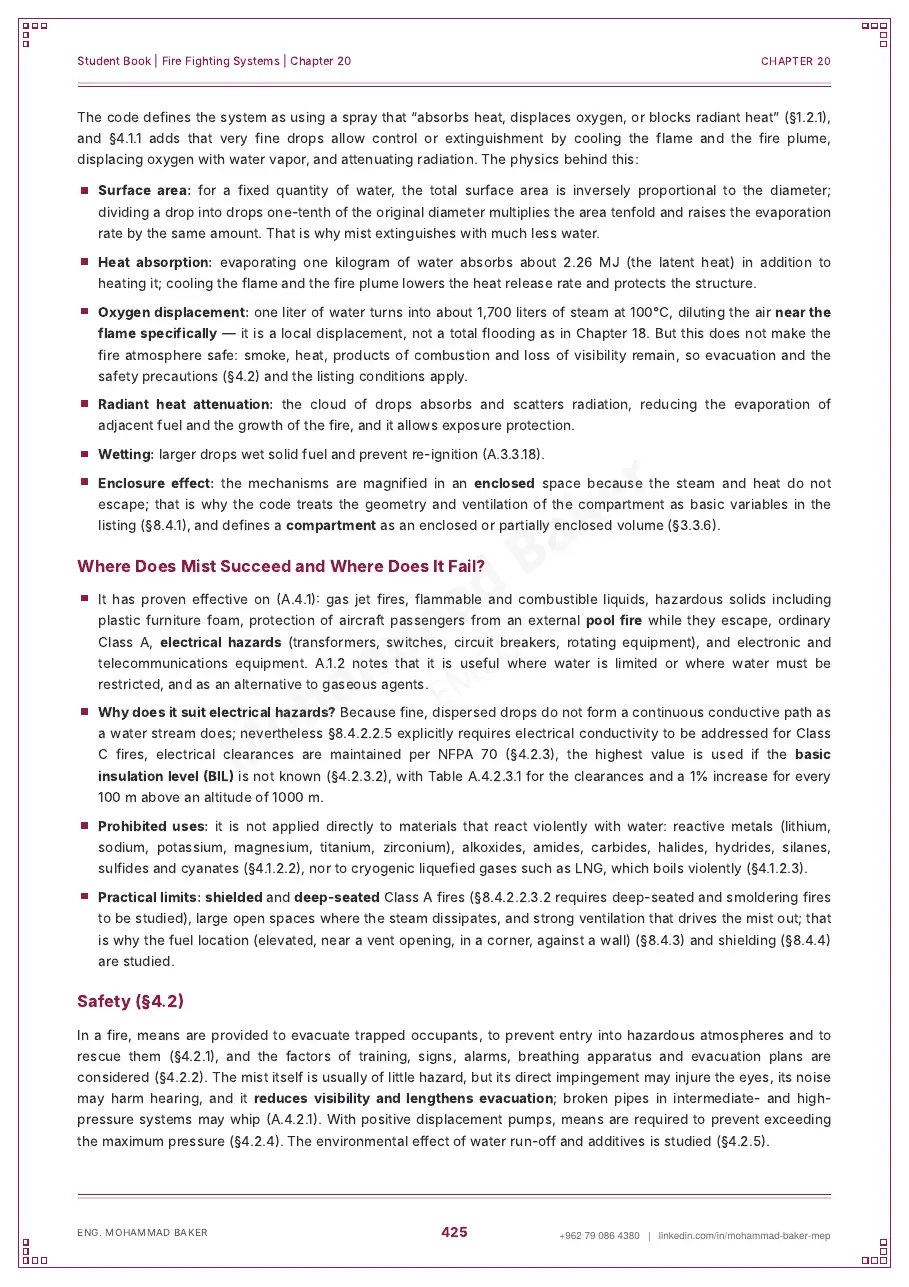 Student Book | Fire Fighting Systems | Chapter 20
CHAPTER 20
The code defines the system as using a spray that “absorbs heat, displaces oxygen, or blocks radiant heat” (§1.2.1),
and §4.1.1 adds that very fine drops allow control or extinguishment by cooling the flame and the fire plume,
displacing oxygen with water vapor, and attenuating radiation. The physics behind this:
Surface area: for a fixed quantity of water, the total surface area is inversely proportional to the diameter;
dividing a drop into drops one-tenth of the original diameter multiplies the area tenfold and raises the evaporation
rate by the same amount. That is why mist extinguishes with much less water.
Heat absorption: evaporating one kilogram of water absorbs about 2.26 MJ (the latent heat) in addition to
heating it; cooling the flame and the fire plume lowers the heat release rate and protects the structure.
Oxygen displacement: one liter of water turns into about 1,700 liters of steam at 100°C, diluting the air near the
flame specifically — it is a local displacement, not a total flooding as in Chapter 18. But this does not make the
fire atmosphere safe: smoke, heat, products of combustion and loss of visibility remain, so evacuation and the
safety precautions (§4.2) and the listing conditions apply.
Radiant heat attenuation: the cloud of drops absorbs and scatters radiation, reducing the evaporation of
adjacent fuel and the growth of the fire, and it allows exposure protection.
Wetting: larger drops wet solid fuel and prevent re-ignition (A.3.3.18).
Enclosure effect: the mechanisms are magnified in an enclosed space because the steam and heat do not
escape; that is why the code treats the geometry and ventilation of the compartment as basic variables in the
listing (§8.4.1), and defines a compartment as an enclosed or partially enclosed volume (§3.3.6).
Where Does Mist Succeed and Where Does It Fail?
It has proven effective on (A.4.1): gas jet fires, flammable and combustible liquids, hazardous solids including
plastic furniture foam, protection of aircraft passengers from an external pool fire while they escape, ordinary
Class A, electrical hazards (transformers, switches, circuit breakers, rotating equipment), and electronic and
telecommunications equipment. A.1.2 notes that it is useful where water is limited or where water must be
restricted, and as an alternative to gaseous agents.
Why does it suit electrical hazards? Because fine, dispersed drops do not form a continuous conductive path as
a water stream does; nevertheless §8.4.2.2.5 explicitly requires electrical conductivity to be addressed for Class
C fires, electrical clearances are maintained per NFPA 70 (§4.2.3), the highest value is used if the basic
insulation level (BIL) is not known (§4.2.3.2), with Table A.4.2.3.1 for the clearances and a 1% increase for every
100 m above an altitude of 1000 m.
Prohibited uses: it is not applied directly to materials that react violently with water: reactive metals (lithium,
sodium, potassium, magnesium, titanium, zirconium), alkoxides, amides, carbides, halides, hydrides, silanes,
sulfides and cyanates (§4.1.2.2), nor to cryogenic liquefied gases such as LNG, which boils violently (§4.1.2.3).
Practical limits: shielded and deep-seated Class A fires (§8.4.2.2.3.2 requires deep-seated and smoldering fires
to be studied), large open spaces where the steam dissipates, and strong ventilation that drives the mist out; that
is why the fuel location (elevated, near a vent opening, in a corner, against a wall) (§8.4.3) and shielding (§8.4.4)
are studied.
Safety (§4.2)
In a fire, means are provided to evacuate trapped occupants, to prevent entry into hazardous atmospheres and to
rescue them (§4.2.1), and the factors of training, signs, alarms, breathing apparatus and evacuation plans are
considered (§4.2.2). The mist itself is usually of little hazard, but its direct impingement may injure the eyes, its noise
may harm hearing, and it reduces visibility and lengthens evacuation; broken pipes in intermediate- and high-
pressure systems may whip (A.4.2.1). With positive displacement pumps, means are required to prevent exceeding
the maximum pressure (§4.2.4). The environmental effect of water run-off and additives is studied (§4.2.5).
ENG. MOHAMMAD BAKER
425
+962 79 086 4380 | linkedin.com/in/mohammad-baker-mep